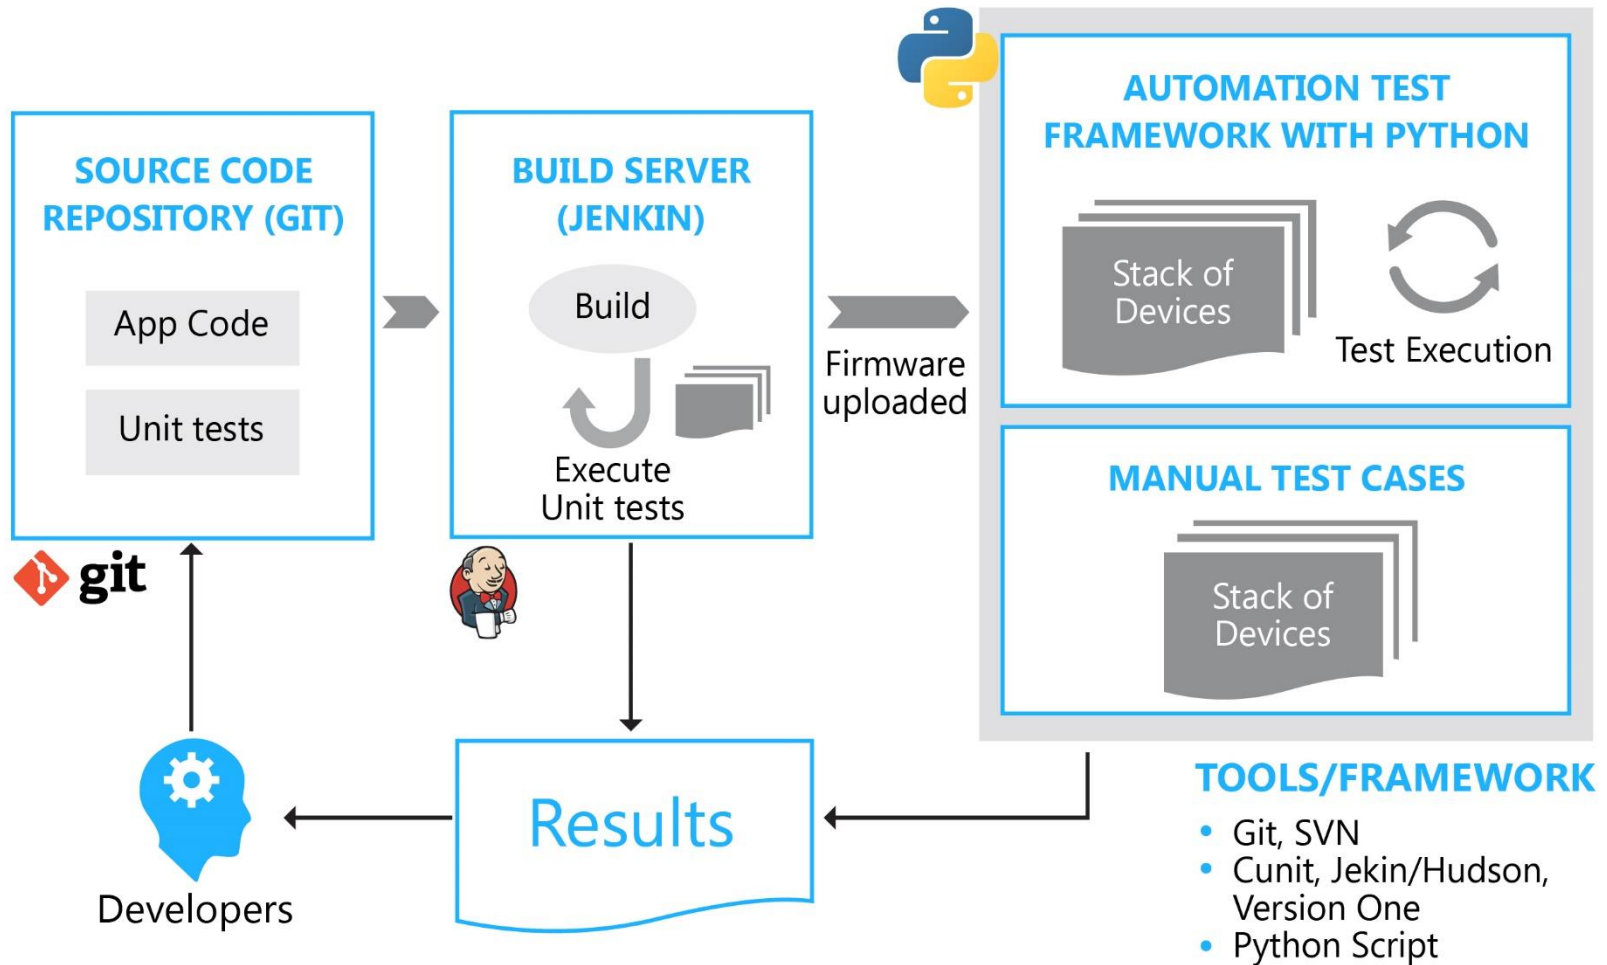 SOURCE CODE
REPOSITORY (GIT)
App Code
Unit tests
git
BUILD SERVER
(JENKIN)
Build
Execute
Unit tests
Firmware
uploaded
AUTOMATION TEST
FRAMEWORK WITH PYTHON
Stack of
Devices
Test Execution
MANUAL TEST CASES
Stack of
Devices
Developers
Results
TOOLS/FRAMEWORK
• Git, SVN
• Cunit, Jekin/Hudson,
Version One
• Python Script